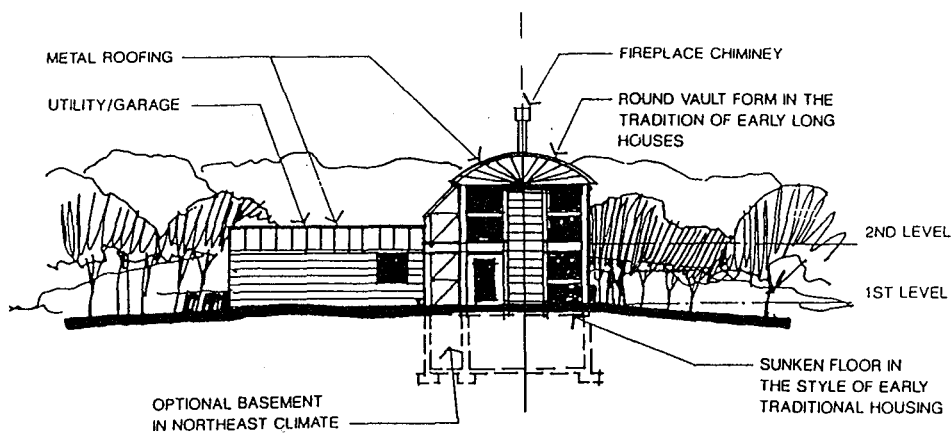 METAL ROOFING
UTILITY/GARAGE
FIREPLACE CHIMINEY
ROUND VAULT FORM IN THE
TRADITION OF EARLY LONG
HOUSES
2ND LEVEL
1ST LEVEL
SUNKEN FLOOR IN
THE STYLE OF EARLY
TRADITIONAL HOUSING
OPTIONAL BASEMENT
IN NORTHEAST CLIMATE